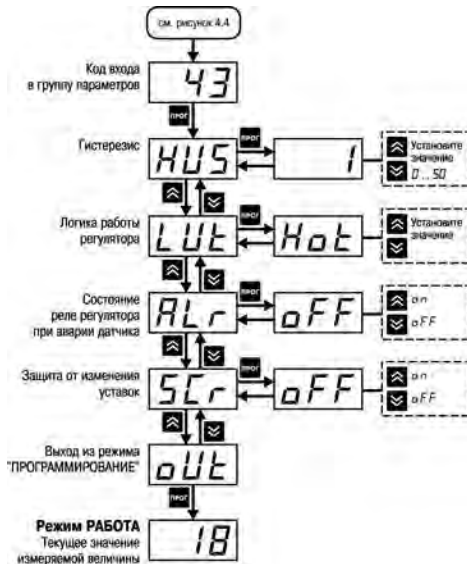 см. рисунок 4.4
Код входа
в группу параметров
43
ПРОГ
Гистерезис
HUS
ПРОГ
1
Установите
значение
0...50
Логика работы
регулятора
LUt
ПРОГ
Hot
Установите
значение
Состояние
реле регулятора
при аварии датчика
ALr
ПРОГ
oFF
on
oFF
Защита от изменения
уставок
SCr
ПРОГ
oFF
on
oFF
Выход из режима
"ПРОГРАММИРОВАНИЕ"
oUt
ПРОГ
Режим РАБОТА
Текущее значение
измеряемой величины
18